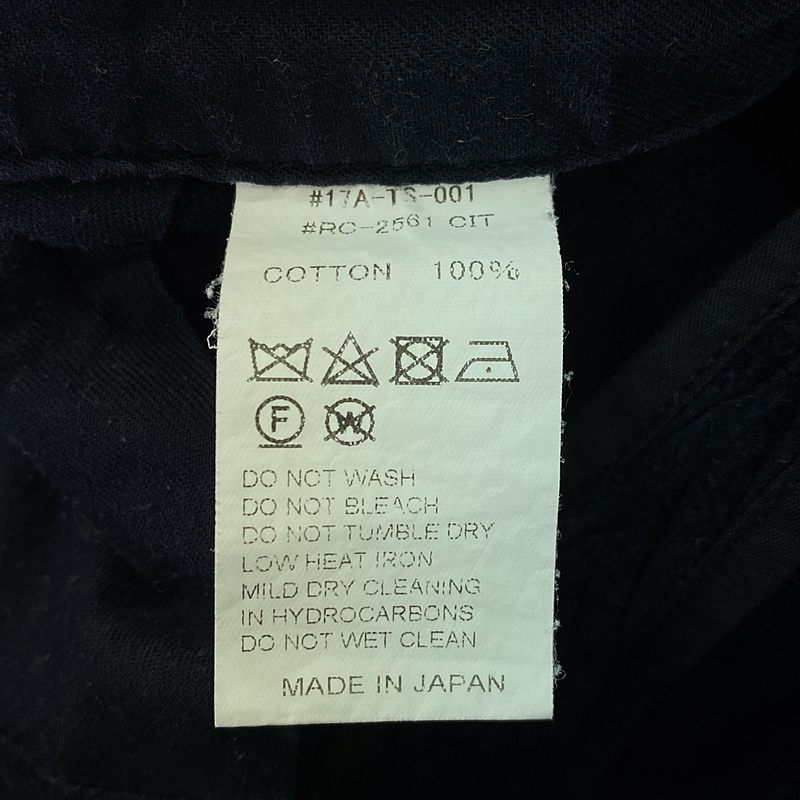 #17A-TS-001
#RC-2561 CIT
COTTON 100%
F W
DO NOT WASH
DO NOT BLEACH
DO NOT TUMBLE DRY
LOW HEAT IRON
MILD DRY CLEANING
IN HYDROCARBONS
DO NOT WET CLEAN
MADE IN JAPAN